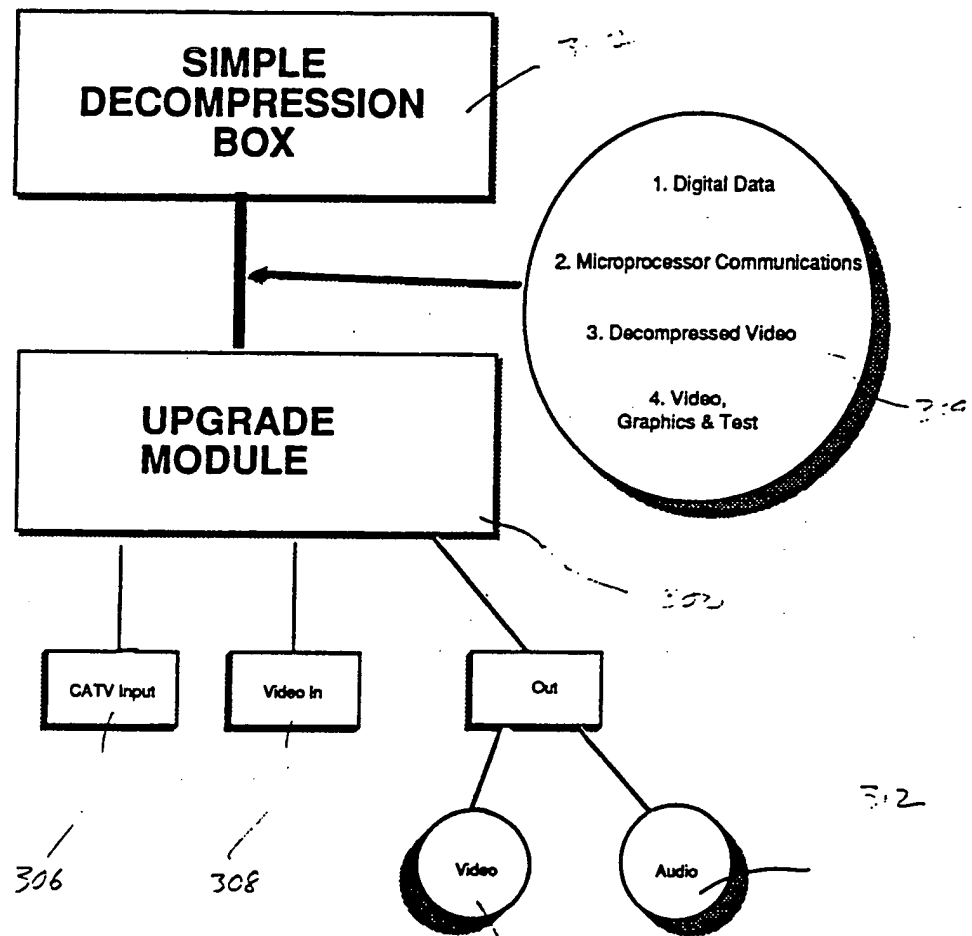 SIMPLE
DECOMPRESSION
BOX
1. Digital Data
2. Microprocessor Communications
3. Decompressed Video
4. Video,
Graphics & Test
UPGRADE
MODULE
CATV Input
Video In
Out
312
306
308
Video
Audio